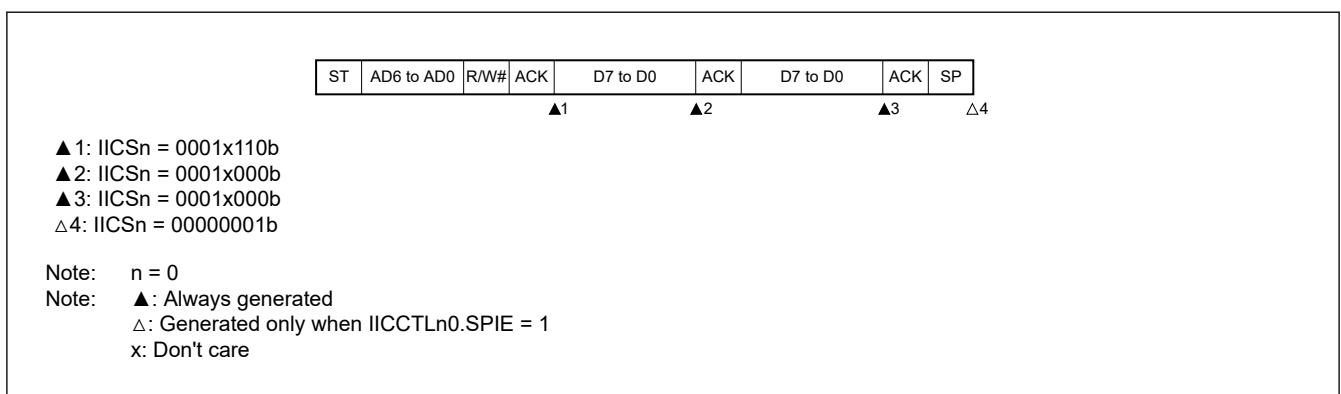 ST AD6 to AD0 R/W# ACK D7 to D0 ACK D7 to D0 ACK SP
▲1 ▲2 ▲3 △4
▲1: IICSn = 0001x110b
▲2: IICSn = 0001x000b
▲3: IICSn = 0001x000b
△4: IICSn = 00000001b
Note: n = 0
Note: ▲: Always generated
△: Generated only when IICCTLn0.SPIE = 1
x: Don't care